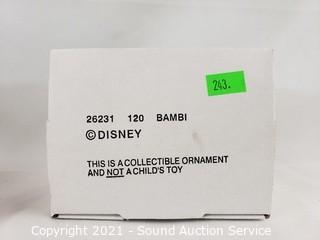 243.
26231 120 BAMBI
©DISNEY
THIS IS A COLLECTIBLE ORNAMENT
AND NOT A CHILD'S TOY
Copyright 2021 - Sound Auction Service